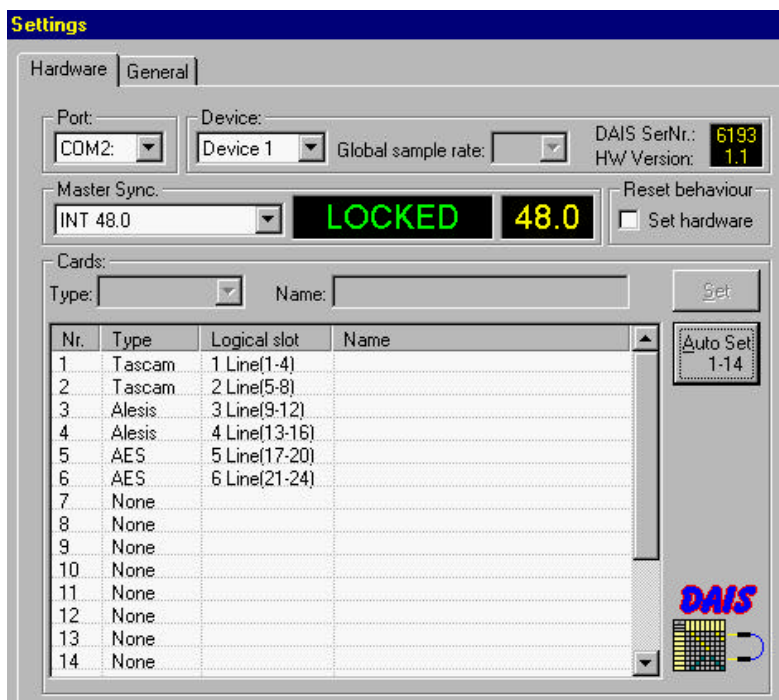 Settings
Hardware General
Port: Device:
COM2: Device 1 Global sample rate: DAIS SerNr.: 6193
HW Version: 1.1
Master Sync. Reset behaviour
INT 48.0 LOCKED 48.0 Set hardware
Cards:
Type: Name: Set
Nr. Type Logical slot Name
Auto Set
1-14
1 Tascam 1 Line(1-4)
2 Tascam 2 Line(5-8)
3 Alesis 3 Line(9-12)
4 Alesis 4 Line(13-16)
5 AES 5 Line(17-20)
6 AES 6 Line(21-24)
7 None
8 None
9 None
10 None
11 None
12 None
13 None
14 None
DAIS